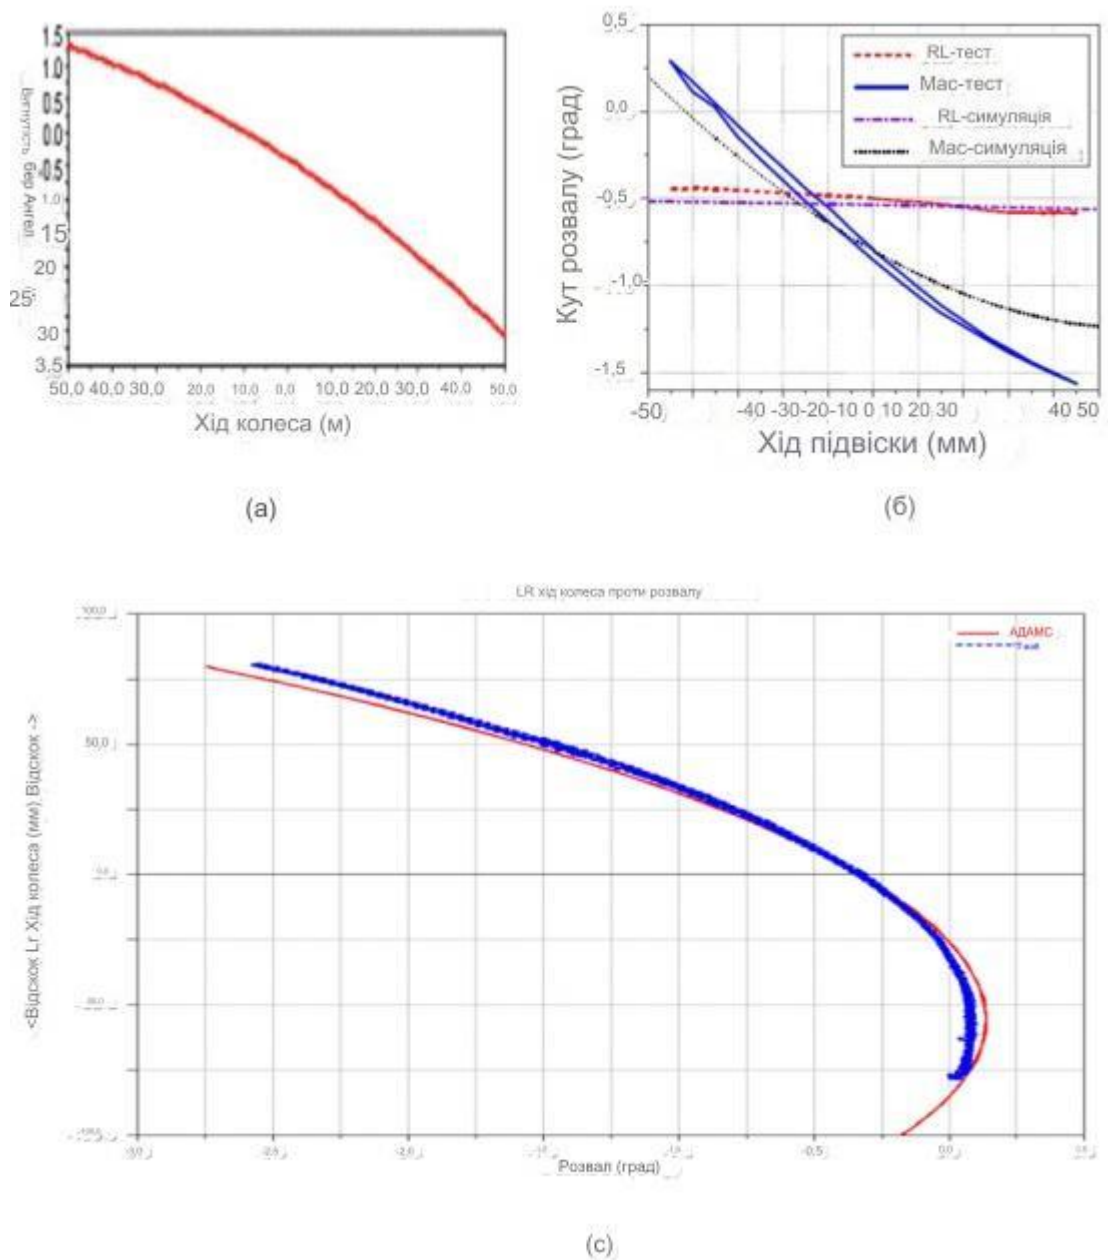 1.5
1.0
0.5
0.0
-0.5
1.0
15
20
25
30
3.5
Вигнутість бер Ангел
50,0 40,0 30,0 20,0 10,0 0,0 10,0 20,0 30,0 40,0 50,0
Хід колеса (м)
(а)
0,5
0,0
-0,5
-1,0
-1,5
Кут розвалу (град)
RL-тест
Мас-тест
RL-симуляція
Мас-симуляція
-50 -40 -30 -20 -10 0 10 20 30 40 50
Хід підвіски (мм)
(б)
LR хід колеса проти розвалу
АДАМС
100,0
50,0
<Відскок Lr Хід колеса (мм) Відскок ->
-0,5
0,0
Розвал (град)
(с)